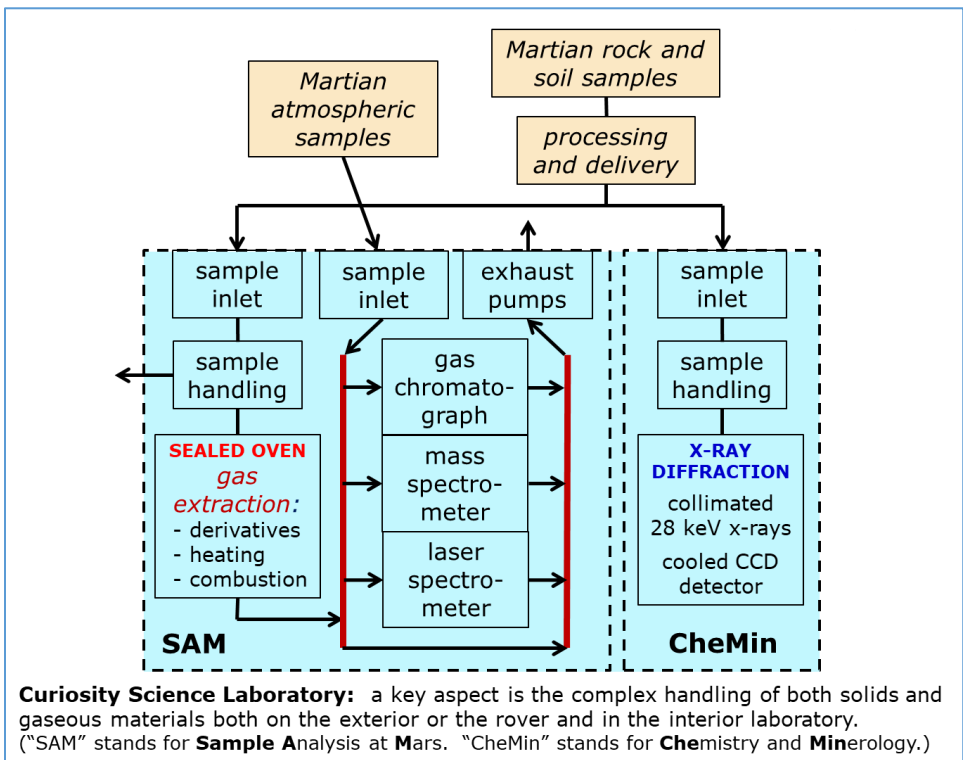 Martian rock and
soil samples
Martian
atmospheric
samples
processing
and delivery
sample
inlet
sample
inlet
exhaust
pumps
sample
inlet
sample
handling
gas
chromato-
graph
sample
handling
SEALED OVEN
gas
extraction:
- derivatives
- heating
- combustion
mass
spectro-
meter
laser
spectro-
meter
X-RAY
DIFFRACTION
collimated
28 keV x-rays
cooled CCD
detector
SAM
CheMin
Curiosity Science Laboratory: a key aspect is the complex handling of both solids and
gaseous materials both on the exterior or the rover and in the interior laboratory.
(“SAM” stands for Sample Analysis at Mars. “CheMin” stands for Chemistry and Minerology.)